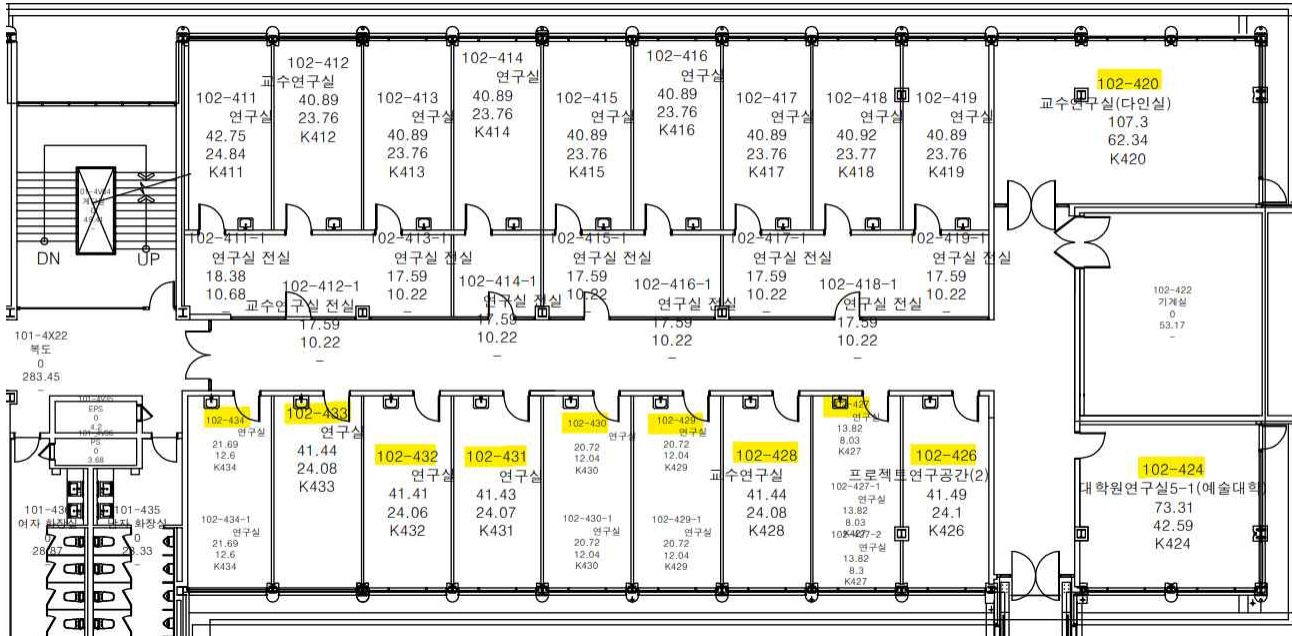 102-411
연구실
42.75
24.84
K411
102-412
교수연구실
40.89
23.76
K412
102-413
연구실
40.89
23.76
K413
102-414
연구실
40.89
23.76
K414
102-415
연구실
40.89
23.76
K415
102-416
연구실
40.89
23.76
K416
102-417
연구실
40.89
23.76
K417
102-418
연구실
40.92
23.77
K418
102-419
연구실
40.89
23.76
K419
102-420
교수연구실(다인실)
107.3
62.34
K420
DN
UP
102-411-1
연구실 전실
18.38
10.68
102-412-1
교수연구실 전실
17.59
10.22
–
102-413-1
연구실 전실
17.59
10.22
–
102-414-1
연구실 전실
17.59
10.22
–
102-415-1
연구실 전실
17.59
10.22
102-416-1
연구실 전실
17.59
10.22
–
102-417-1
연구실 전실
17.59
10.22
–
102-418-1
연구실 전실
17.59
10.22
–
102-419-1
연구실 전실
17.59
10.22
–
102-422
기계실
0
53.17
–
101-4X22
복도
0
283.45
–
EPS
0
4.2
PS
0
3.68
102-434
연구실
21.69
12.6
K434
102-434-1
연구실
21.69
12.6
K434
102-433
연구실
41.44
24.08
K433
102-432
연구실
41.41
24.06
K432
102-431
연구실
41.43
24.07
K431
102-430
20.72
12.04
K430
102-430-1
연구실
20.72
12.04
K430
102-429
연구실
20.72
12.04
K429
102-429-1
연구실
20.72
12.04
K429
102-428
교수연구실
41.44
24.08
K428
102-427
연구실
13.82
8.03
K427
102-427-1
연구실
13.82
8.03
K427
102-427-2
연구실
13.82
8.3
K427
102-426
프로젝트연구공간(2)
41.49
24.1
K426
102-424
대학원연구실5-1(예술대학)
73.31
42.59
K424
여자 화장실
0
28.87
101-435
남자 화장실
0
28.33